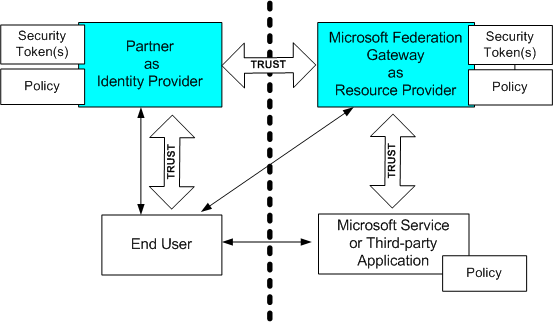 Security
Token(s)
Policy
Partner
as
Identity Provider
TRUST
Microsoft Federation
Gateway
as
Resource Provider
Security
Token(s)
Policy
TRUST
TRUST
End User
Microsoft Service
or Third-party
Application
Policy